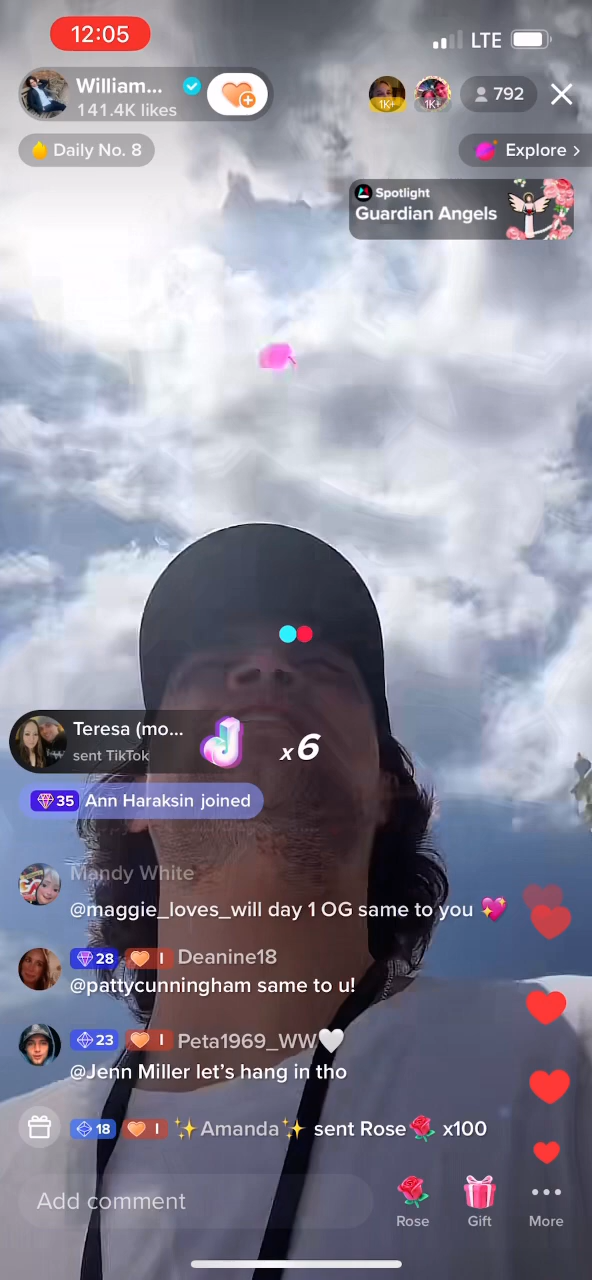 12:05
LTE
William...
141.4K likes
1K+
1K+
792
Daily No. 8
Explore >
Spotlight
Guardian Angels
Teresa (mo...
sent TikTok
x6
35 Ann Haraksin joined
Mandy White
@maggie_loves_will day 1 OG same to you 💖
28 I Deanine18
@pattycunningham same to u!
23 I Peta1969_WW🤍
@Jenn Miller let's hang in tho
18 I ✨Amanda✨ sent Rose🌹 x100
Add comment
Rose
Gift
More